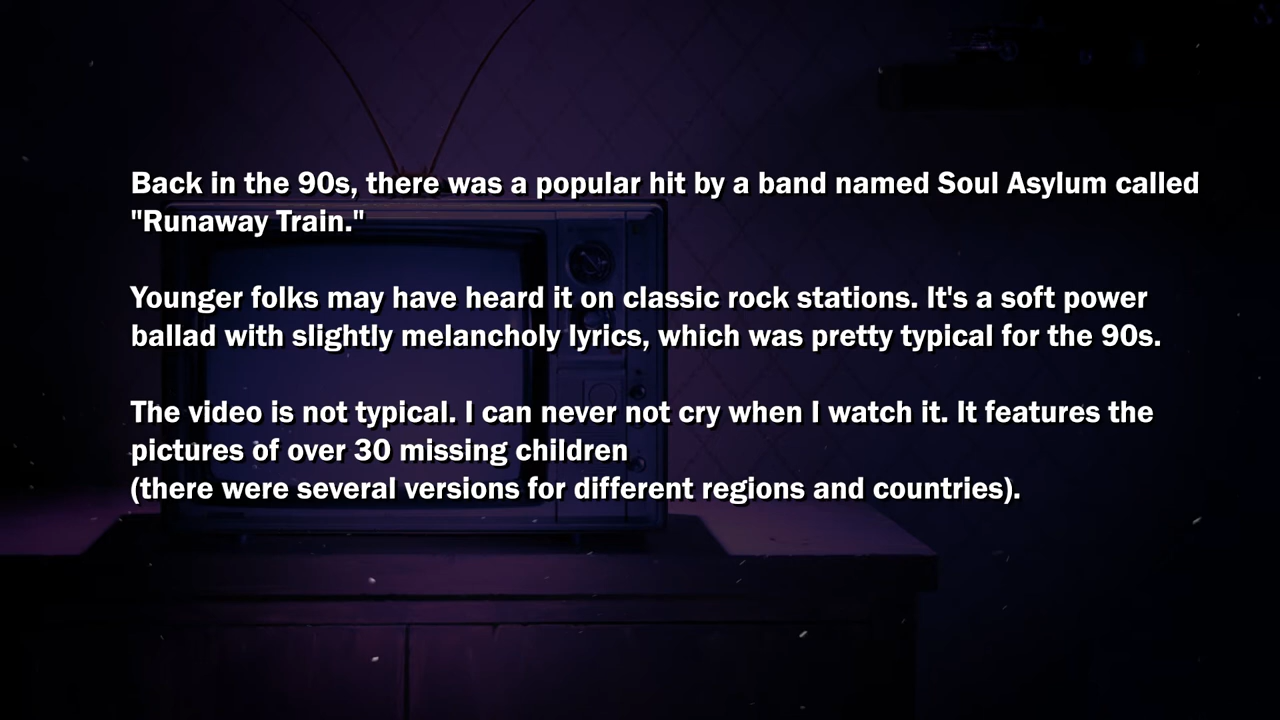 Back in the 90s, there was a popular hit by a band named Soul Asylum called
"Runaway Train."
Younger folks may have heard it on classic rock stations. It's a soft power
ballad with slightly melancholy lyrics, which was pretty typical for the 90s.
The video is not typical. I can never not cry when I watch it. It features the
pictures of over 30 missing children
(there were several versions for different regions and countries).